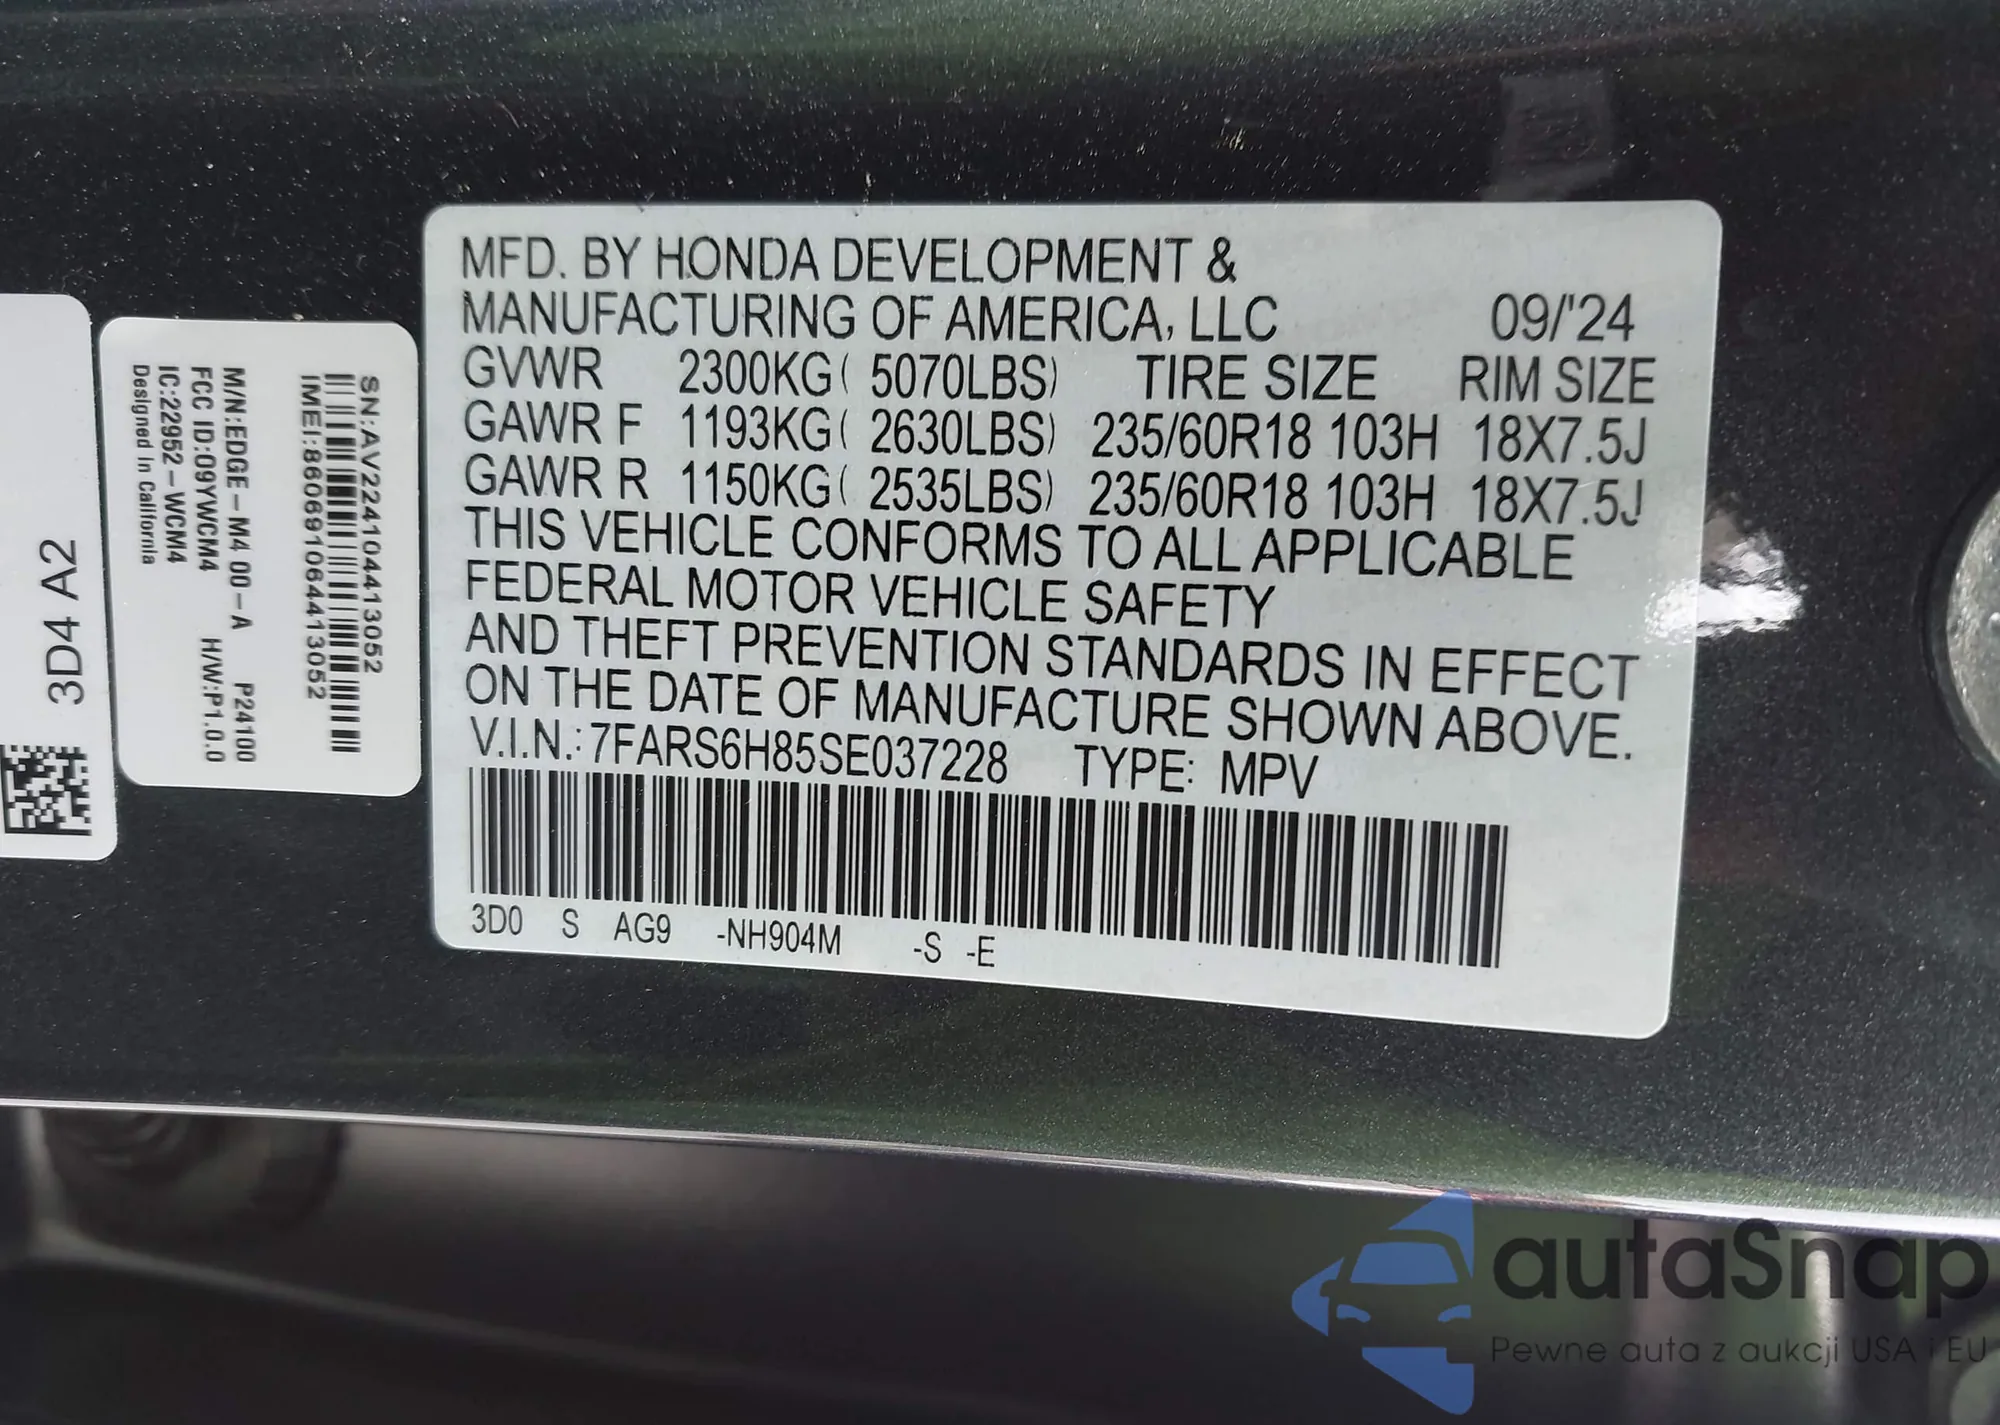 MFD. BY HONDA DEVELOPMENT &
MANUFACTURING OF AMERICA, LLC 09/'24
GVWR 2300KG( 5070LBS) TIRE SIZE RIM SIZE
GAWR F 1193KG( 2630LBS) 235/60R18 103H 18X7.5J
GAWR R 1150KG( 2535LBS) 235/60R18 103H 18X7.5J
THIS VEHICLE CONFORMS TO ALL APPLICABLE
FEDERAL MOTOR VEHICLE SAFETY
AND THEFT PREVENTION STANDARDS IN EFFECT
ON THE DATE OF MANUFACTURE SHOWN ABOVE.
V.I.N.: 7FARS6H85SE037228 TYPE: MPV
3D0 S AG9 -NH904M -S -E
SN:AV224104413052
IMEI:860691064413052
M/N:EDGE-M4 00-A P24100
FCC ID:09YWCM4 H/W:P1.0.0
IC:22952-WCM4
Designed In California
3D4 A2
autaSnap
Pewne auta z aukcji USA i EU